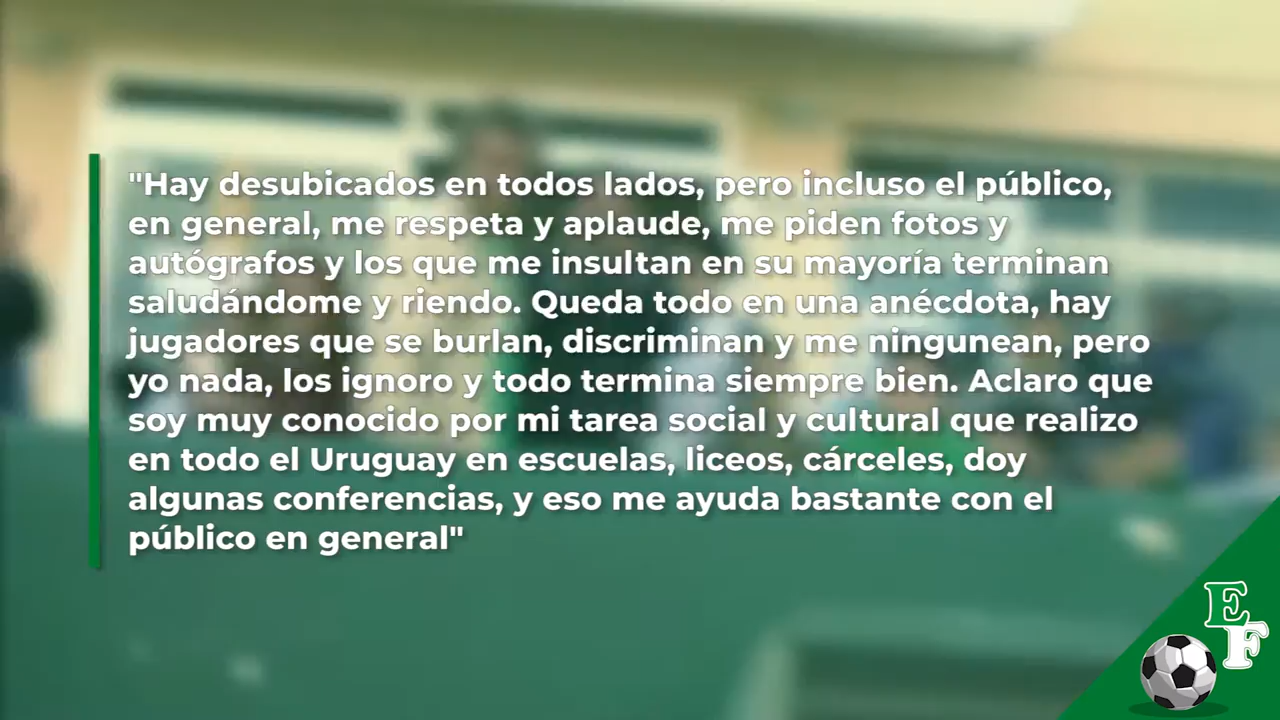 "Hay desubicados en todos lados, pero incluso el público,
en general, me respeta y aplaude, me piden fotos y
autógrafos y los que me insultan en su mayoría terminan
saludándome y riendo. Queda todo en una anécdota, hay
jugadores que se burlan, discriminan y me ningunean, pero
yo nada, los ignoro y todo termina siempre bien. Aclaro que
soy muy conocido por mi tarea social y cultural que realizo
en todo el Uruguay en escuelas, liceos, cárceles, doy
algunas conferencias, y eso me ayuda bastante con el
público en general"
E
F